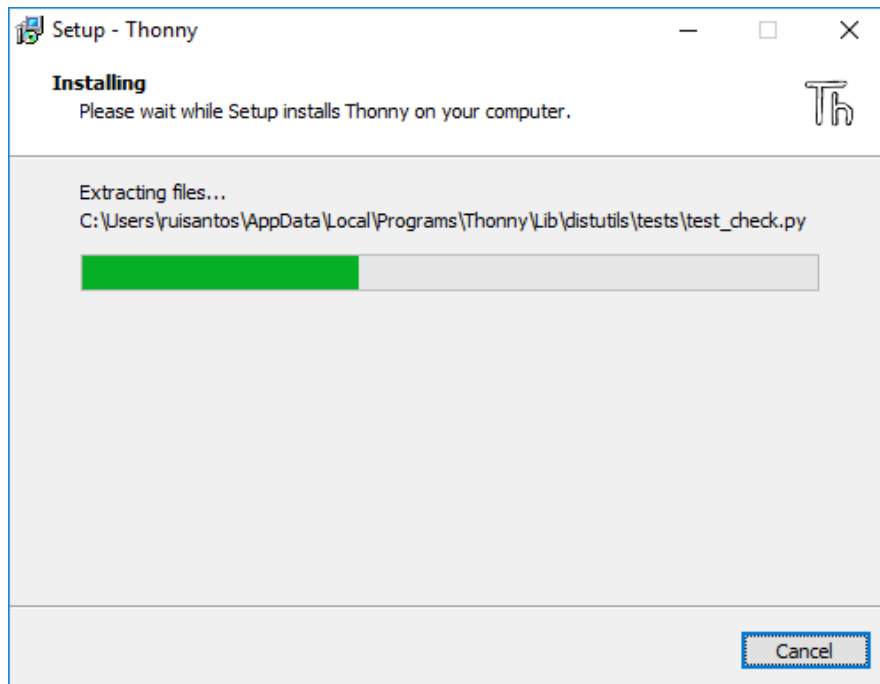 Setup - Thonny
Installing
Please wait while Setup installs Thonny on your computer.
Th
Extracting files...
C:\Users\ruisantos\AppData\Local\Programs\Thonny\Lib\distutils\tests\test_check.py
Cancel